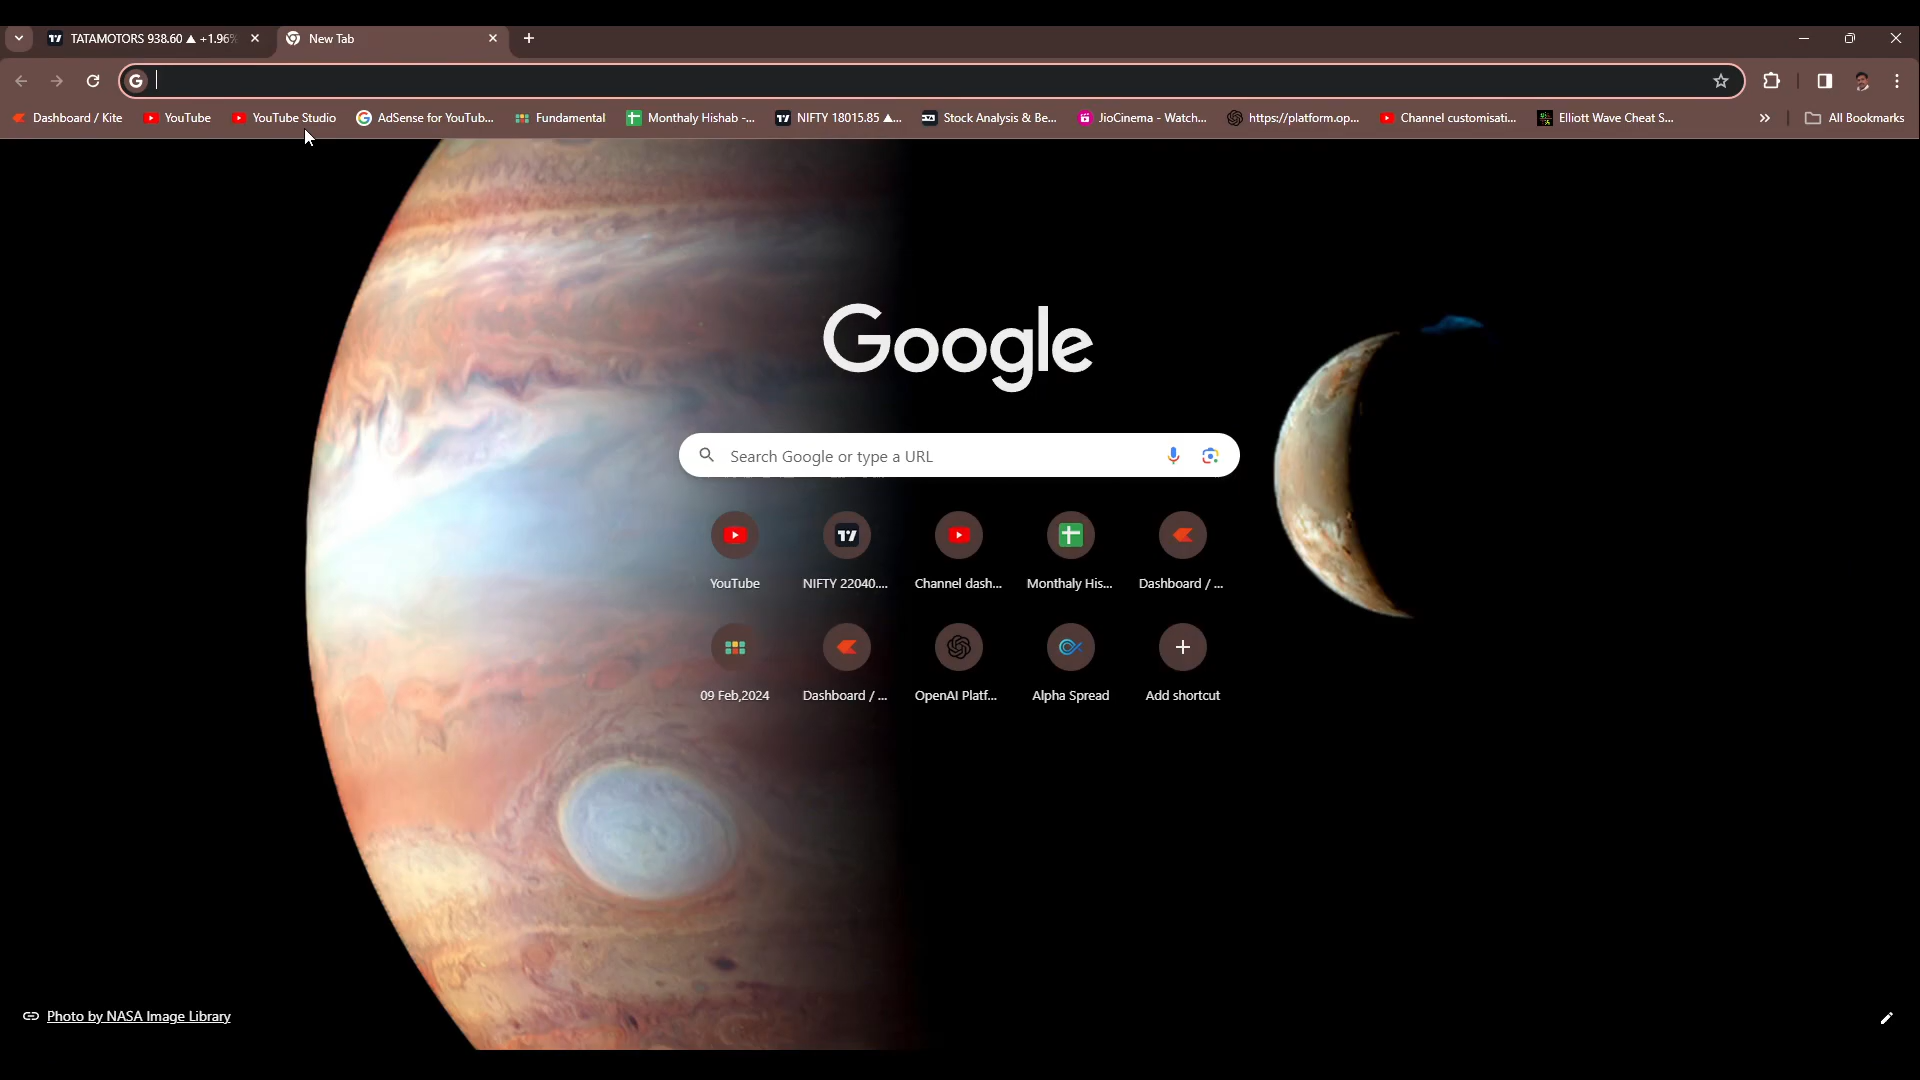 TATAMOTORS 938.60 ▲ +1.96%
New Tab
Dashboard / Kite
YouTube
YouTube Studio
AdSense for YouTub...
Fundamental
Monthaly Hishab -...
NIFTY 18015.85 ▲...
Stock Analysis & Be...
JioCinema - Watch...
https://platform.op...
Channel customisati...
Elliott Wave Cheat S...
All Bookmarks
Google
Search Google or type a URL
YouTube
NIFTY 22040....
Channel dash...
Monthaly His...
Dashboard / ...
09 Feb,2024
Dashboard / ...
OpenAI Platf...
Alpha Spread
Add shortcut
Photo by NASA Image Library